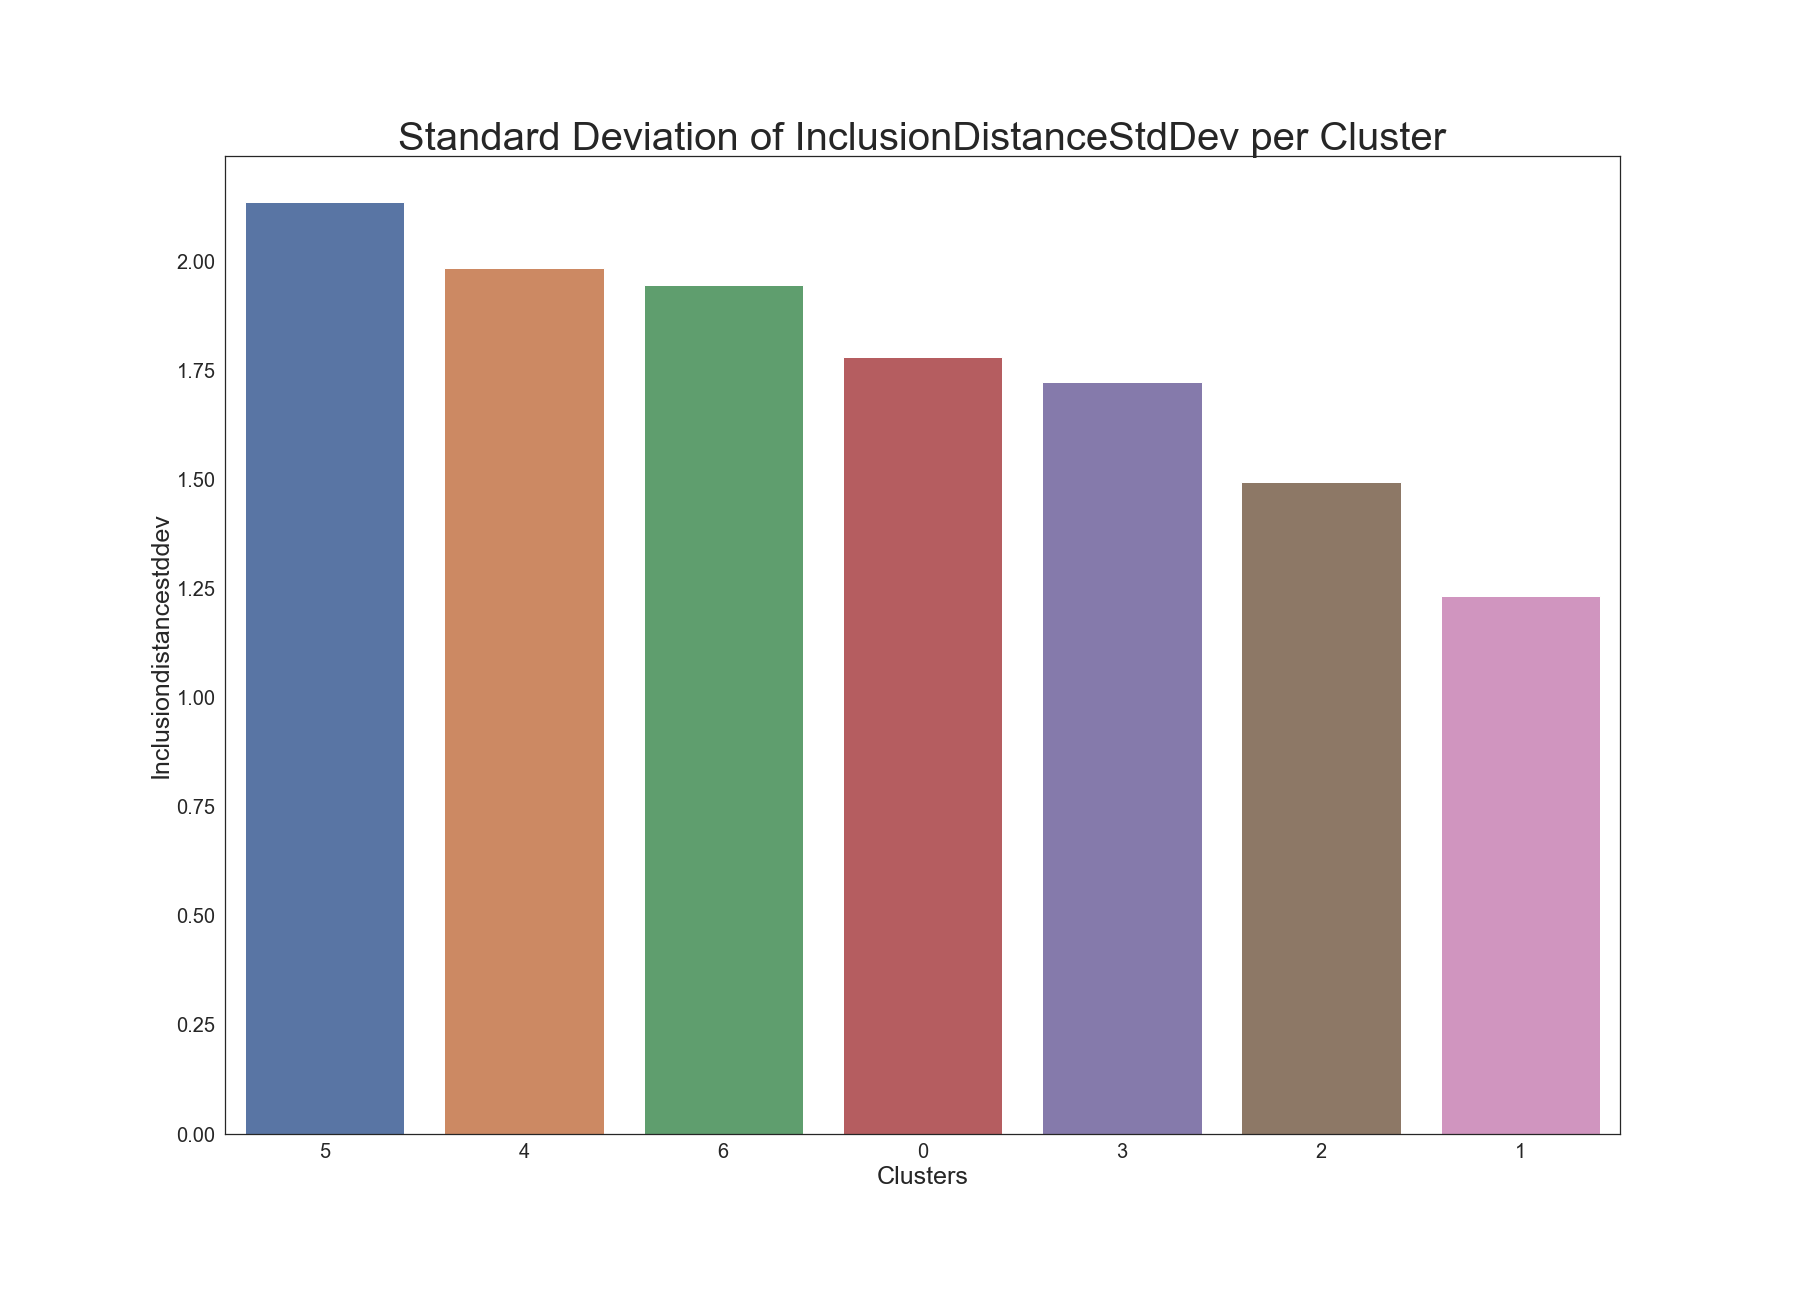 Standard Deviation of InclusionDistanceStdDev per Cluster
Inclusiondistancestddev
2.00
1.75
1.50
1.25
1.00
0.75
0.50
0.25
0.00
5 4 6 0 3 2 1
Clusters